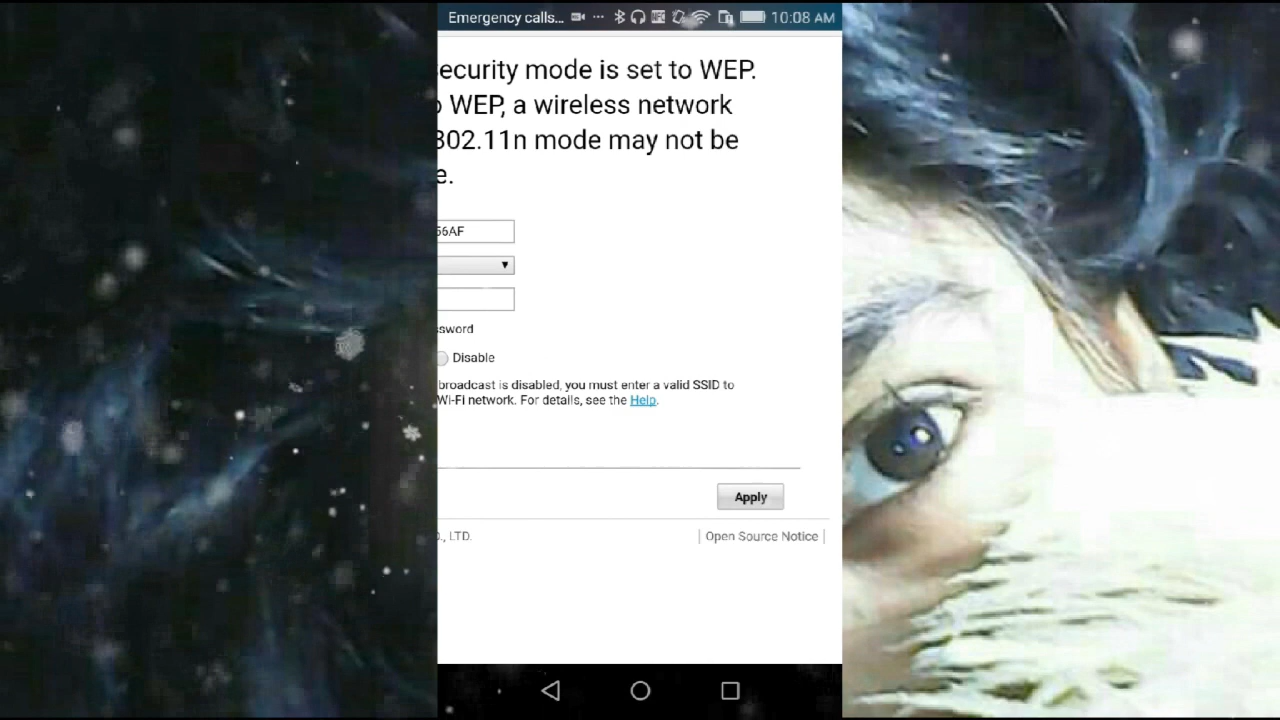 Emergency calls... 10:08 AM
ecurity mode is set to WEP.
WEP, a wireless network
802.11n mode may not be
e.
56AF
ssword
Disable
broadcast is disabled, you must enter a valid SSID to
Wi-Fi network. For details, see the Help.
Apply
., LTD.
Open Source Notice